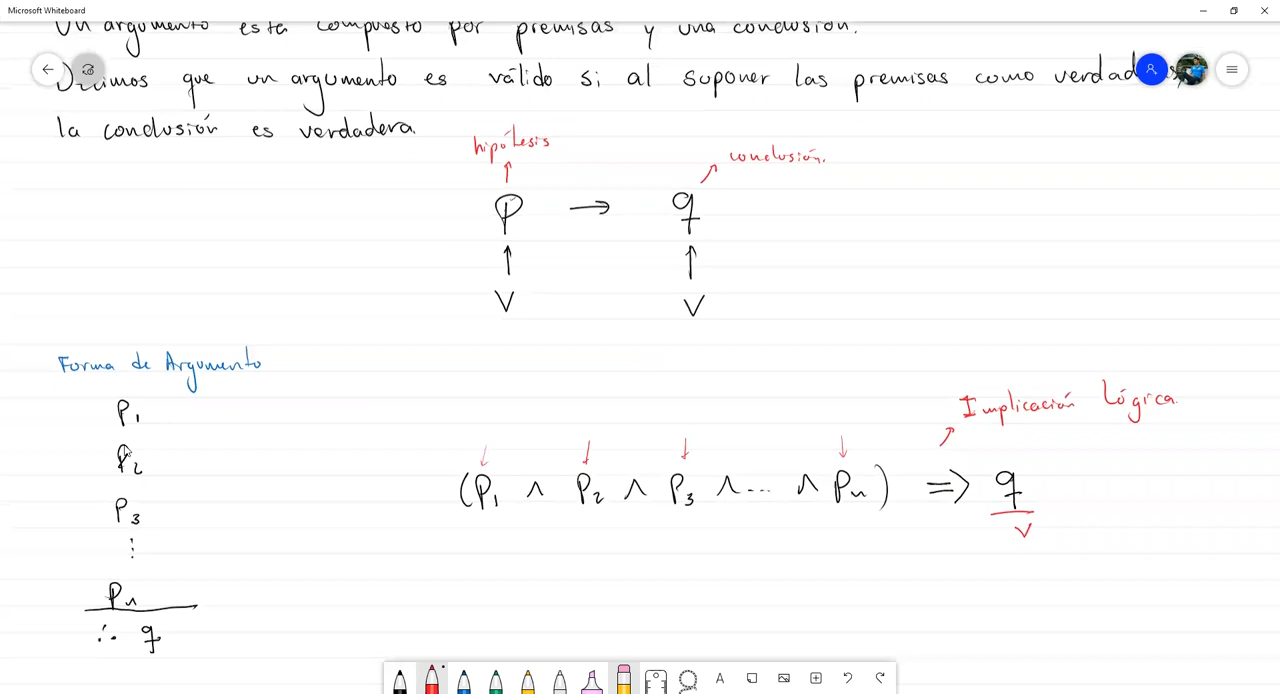 Microsoft Whiteboard
Un argumento está compuesto por premisas y una conclusión.
Decimos que un argumento es válido si al suponer las premisas como verdaderas,
la conclusión es verdadera.
hipótesis
conclusión.
p → q
↑ ↑
V V
Forma de Argumento
P1
P2
P3
⋮
Pn
∴ q
Implicación Lógica.
(P1 ∧ P2 ∧ P3 ∧ ... ∧ Pn) => q
V